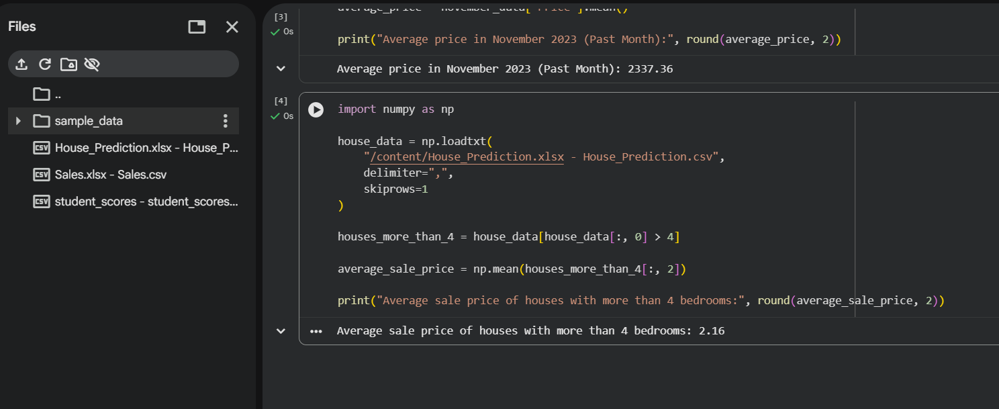 Files
..
sample_data
House_Prediction.xlsx - House_P...
Sales.xlsx - Sales.csv
student_scores - student_scores...
[3]
0s
average_price = november_data["Price"].mean()
print("Average price in November 2023 (Past Month):", round(average_price, 2))
Average price in November 2023 (Past Month): 2337.36
[4]
0s
import numpy as np
house_data = np.loadtxt(
"/content/House_Prediction.xlsx - House_Prediction.csv",
delimiter=",",
skiprows=1
)
houses_more_than_4 = house_data[house_data[:, 0] > 4]
average_sale_price = np.mean(houses_more_than_4[:, 2])
print("Average sale price of houses with more than 4 bedrooms:", round(average_sale_price, 2))
Average sale price of houses with more than 4 bedrooms: 2.16